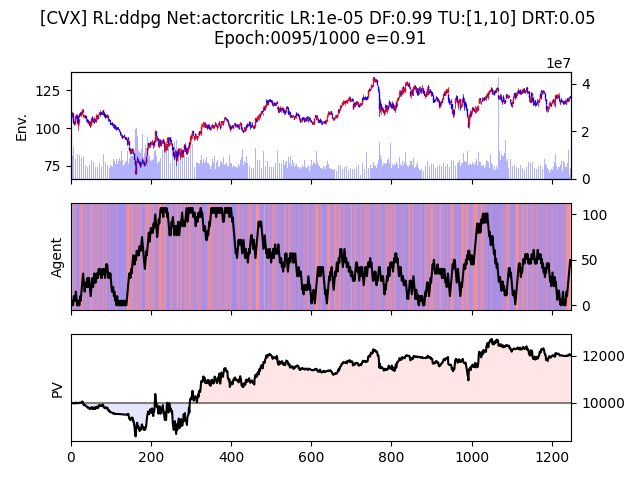 [CVX] RL:ddpg Net:actorcritic LR:1e-05 DF:0.99 TU:[1,10] DRT:0.05
Epoch:0095/1000 e=0.91
1e7
Env.
125
100
75
4
2
0
Agent
100
50
0
PV
12000
10000
0 200 400 600 800 1000 1200